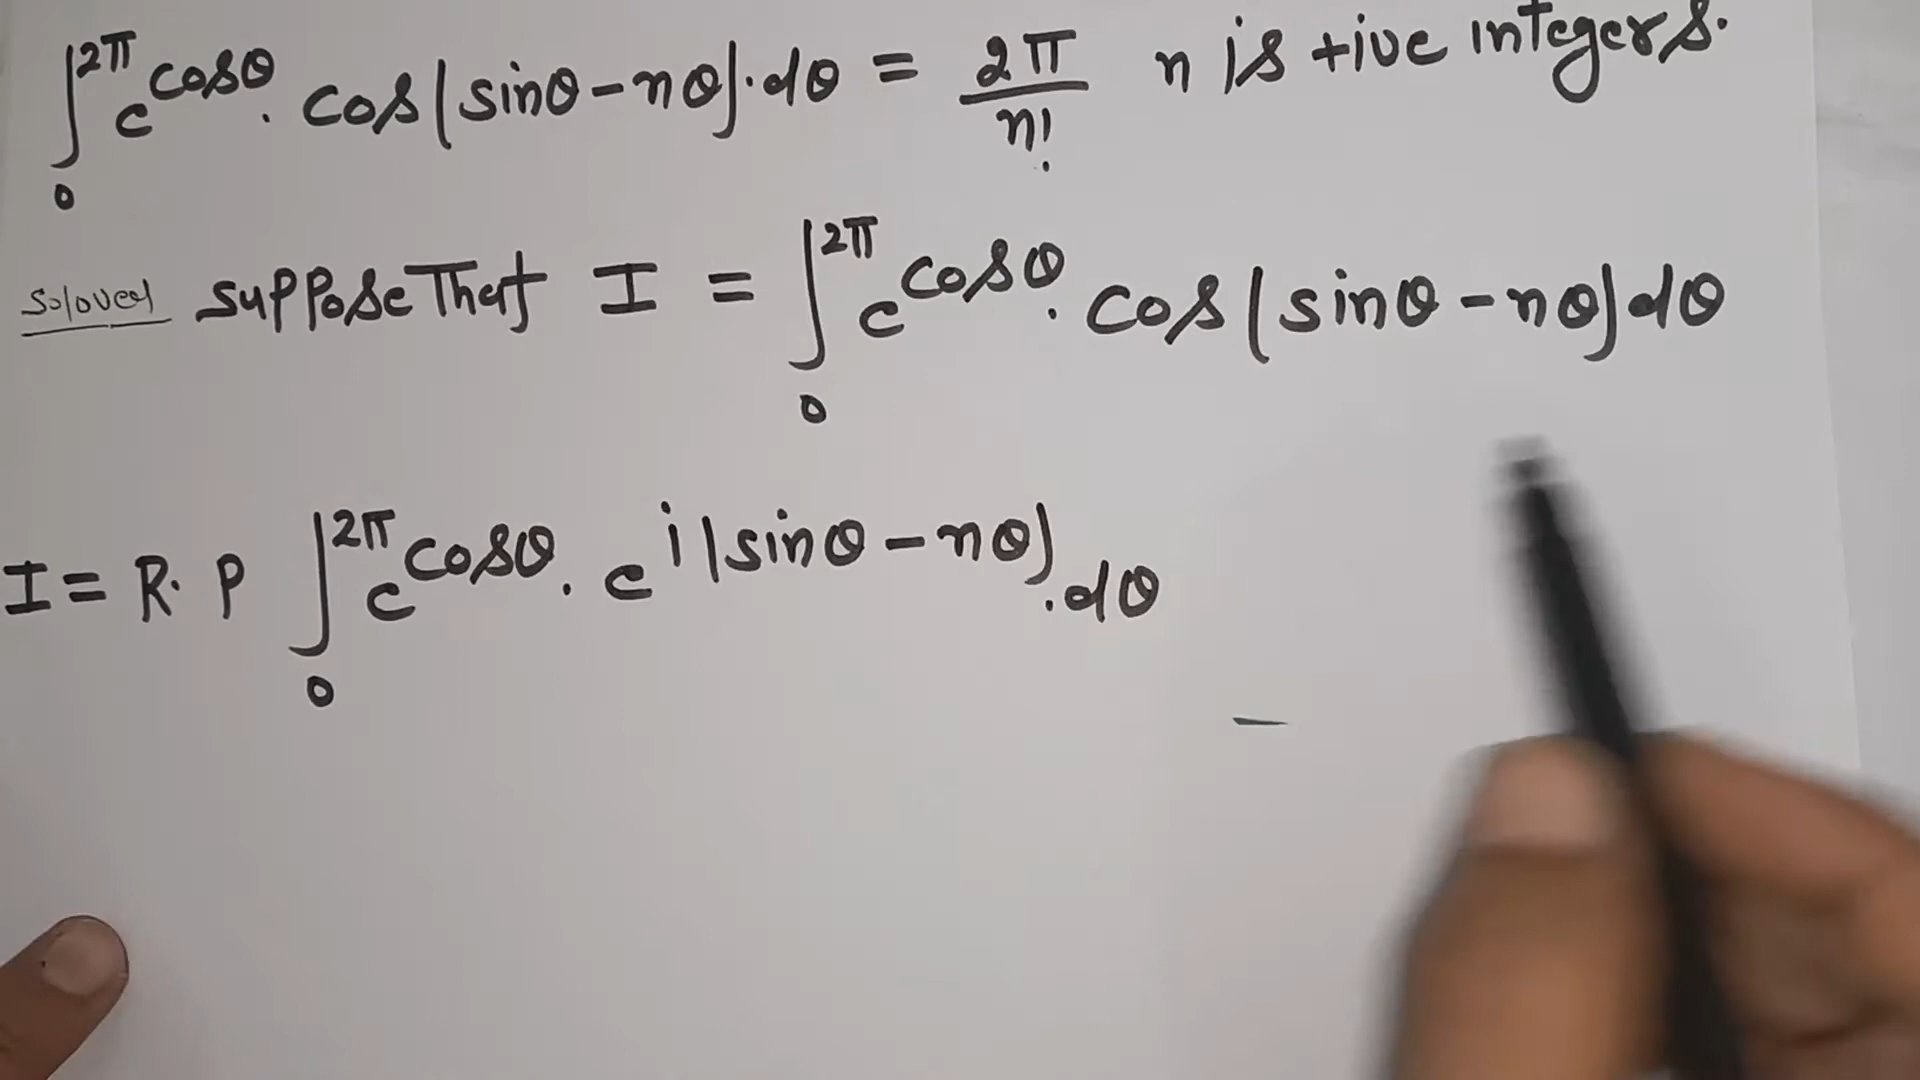 ∫₀^2π e^cosθ . cos(sinθ-nθ).dθ = 2π/n! n is +ive integers.
Soloved suppose That I = ∫₀^2π e^cosθ . cos(sinθ-nθ)dθ
I = R.P ∫₀^2π e^cosθ . e^i(sinθ-nθ) .dθ